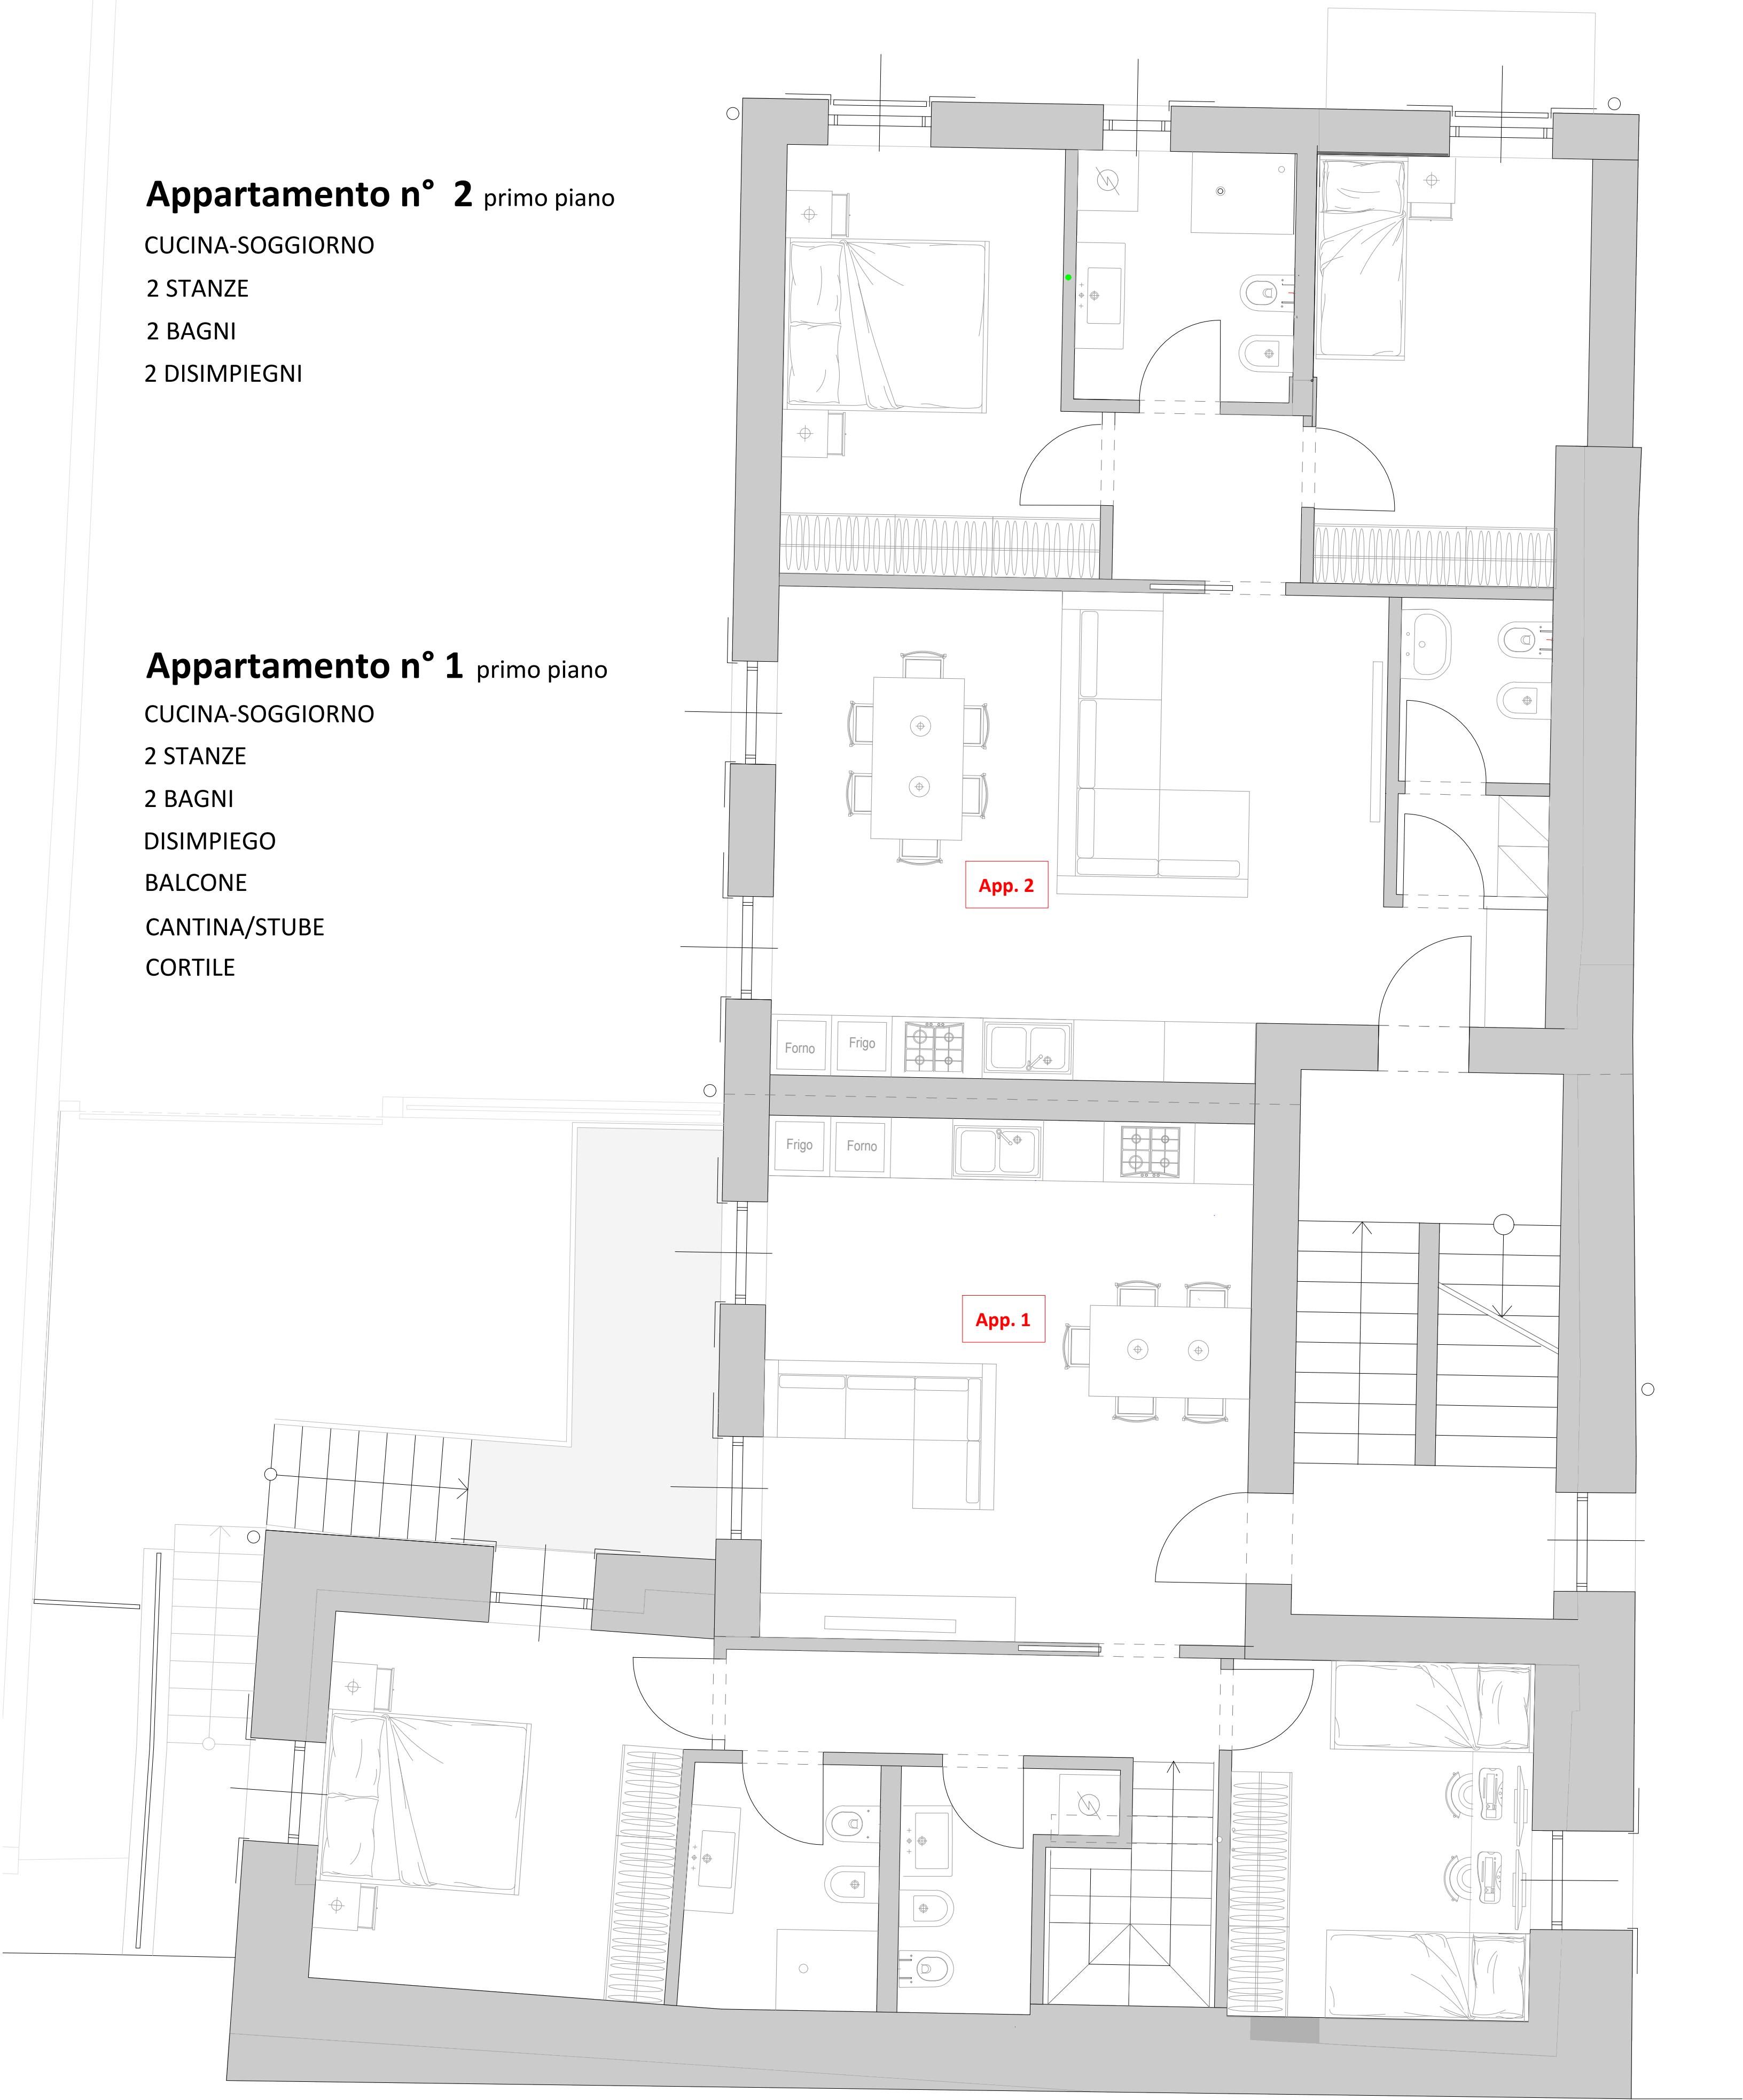 Appartamento n° 2 primo piano
CUCINA-SOGGIORNO
2 STANZE
2 BAGNI
2 DISIMPIEGNI
Appartamento n° 1 primo piano
CUCINA-SOGGIORNO
2 STANZE
2 BAGNI
DISIMPIEGO
BALCONE
CANTINA/STUBE
CORTILE
App. 2
Forno
Frigo
Frigo
Forno
App. 1